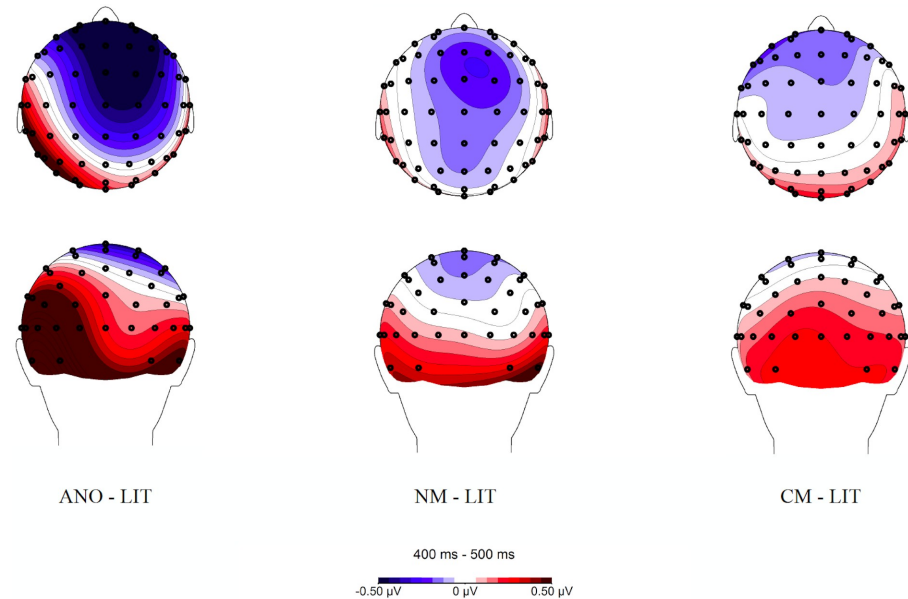 ANO - LIT
NM - LIT
CM - LIT
400 ms - 500 ms
-0.50 µV
0 µV
0.50 µV